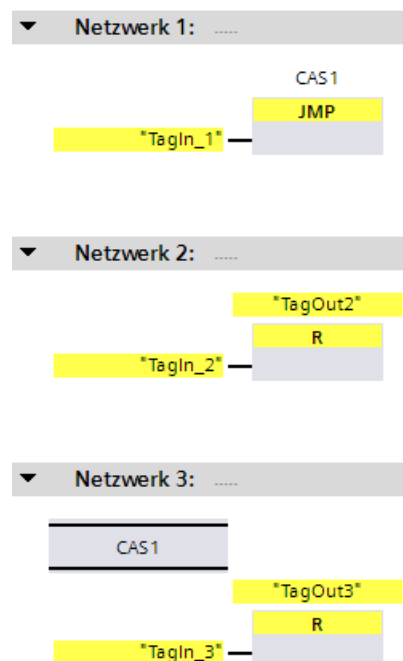 Netzwerk 1: .....
CAS1
JMP
"TagIn_1"
Netzwerk 2: .....
"TagOut2"
R
"TagIn_2"
Netzwerk 3: .....
CAS1
"TagOut3"
R
"TagIn_3"